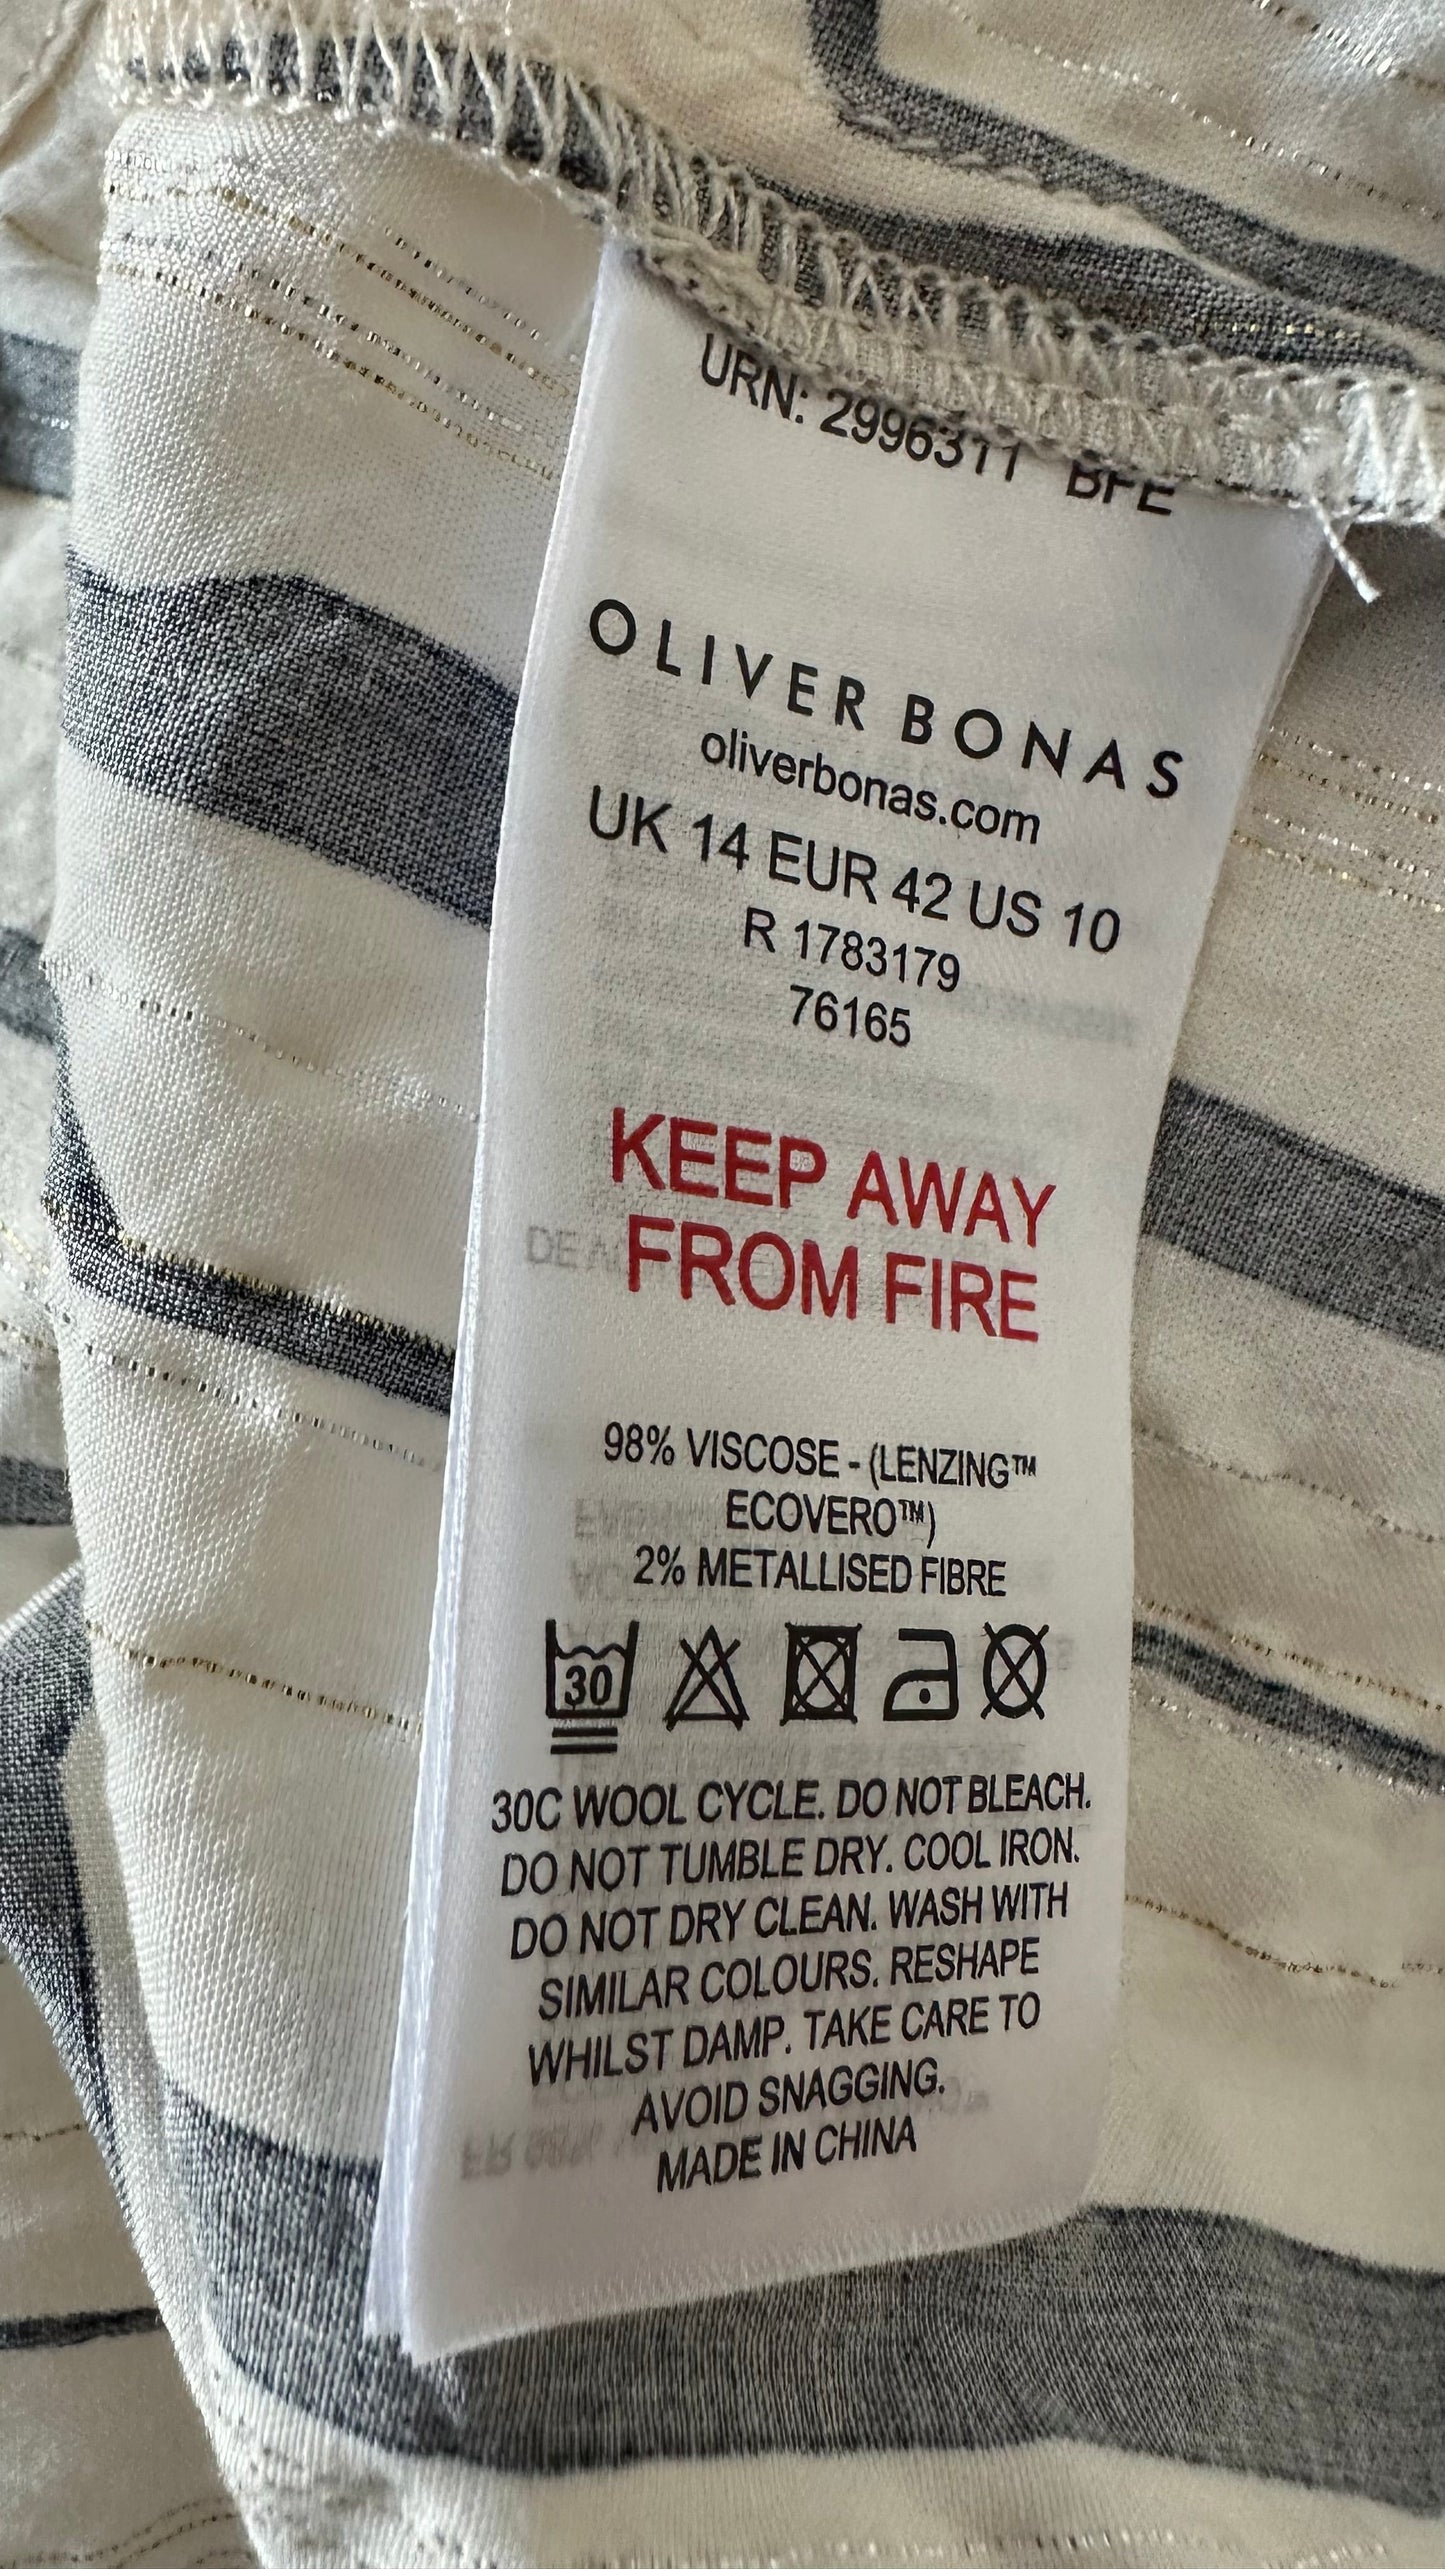 URN: 2996311 BFE
OLIVER BONAS
oliverbonas.com
UK 14 EUR 42 US 10
R 1783179
76165
KEEP AWAY
FROM FIRE
98% VISCOSE - (LENZING™
ECOVERO™)
2% METALLISED FIBRE
30
30C WOOL CYCLE. DO NOT BLEACH.
DO NOT TUMBLE DRY. COOL IRON.
DO NOT DRY CLEAN. WASH WITH
SIMILAR COLOURS. RESHAPE
WHILST DAMP. TAKE CARE TO
AVOID SNAGGING.
MADE IN CHINA